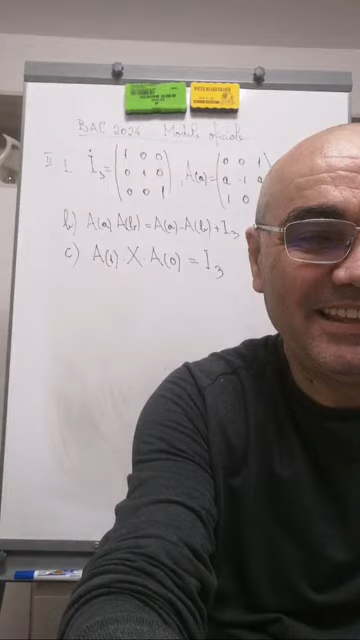 BAC 2024 Modele oficiale
II 1. I₃ = (1 0 0 / 0 1 0 / 0 0 1), A(a) = (0 0 1 / a -1 a / 1 0
b) A(a) A(b) = A(a) - A(b) + I₃
c) A(1) · X · A(0) = I₃